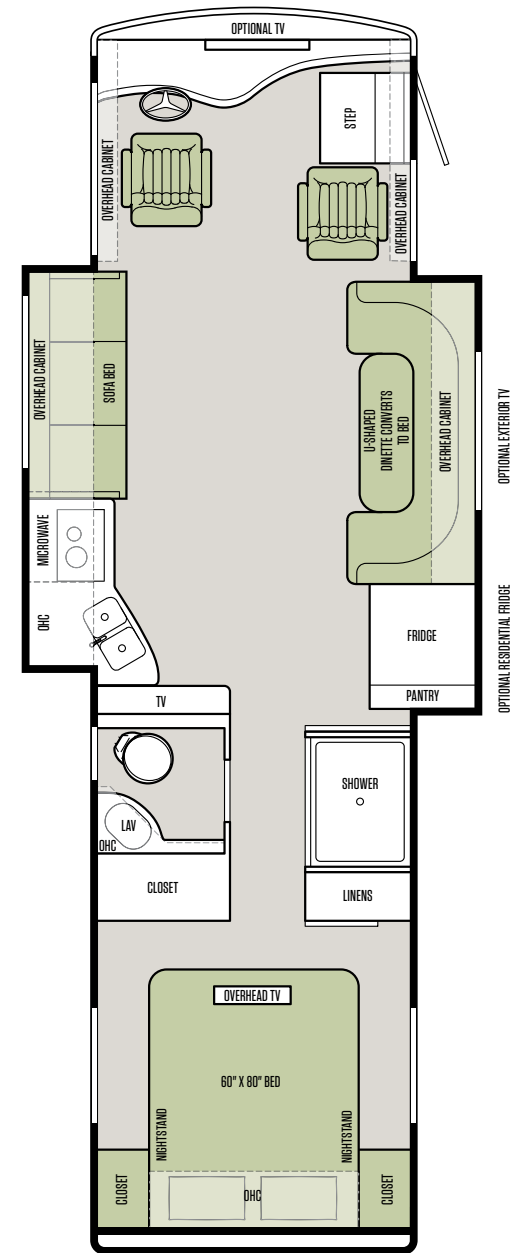 OPTIONAL TV
STEP
OVERHEAD CABINET
OVERHEAD CABINET
OVERHEAD CABINET
SOFA BED
U-SHAPED
DINETTE CONVERTS
TO BED
OVERHEAD CABINET
OPTIONAL EXTERIOR TV
MICROWAVE
OHC
FRIDGE
PANTRY
OPTIONAL RESIDENTIAL FRIDGE
TV
SHOWER
LAV
OHC
CLOSET
LINENS
OVERHEAD TV
60" X 80" BED
NIGHTSTAND
NIGHTSTAND
CLOSET
OHC
CLOSET